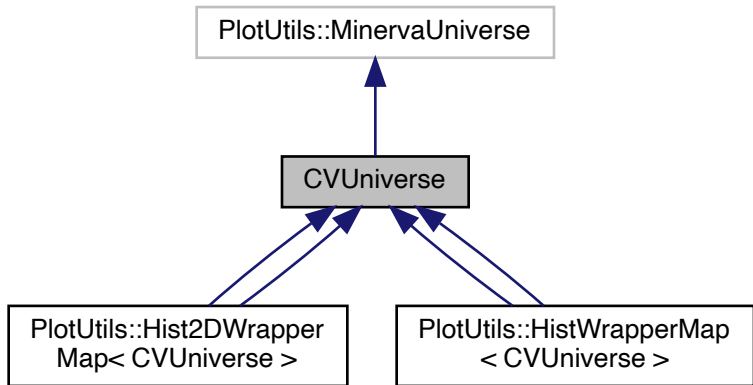 PlotUtils::MinervaUniverse
CVUniverse
PlotUtils::Hist2DWrapper
Map< CVUniverse >
PlotUtils::HistWrapperMap
< CVUniverse >